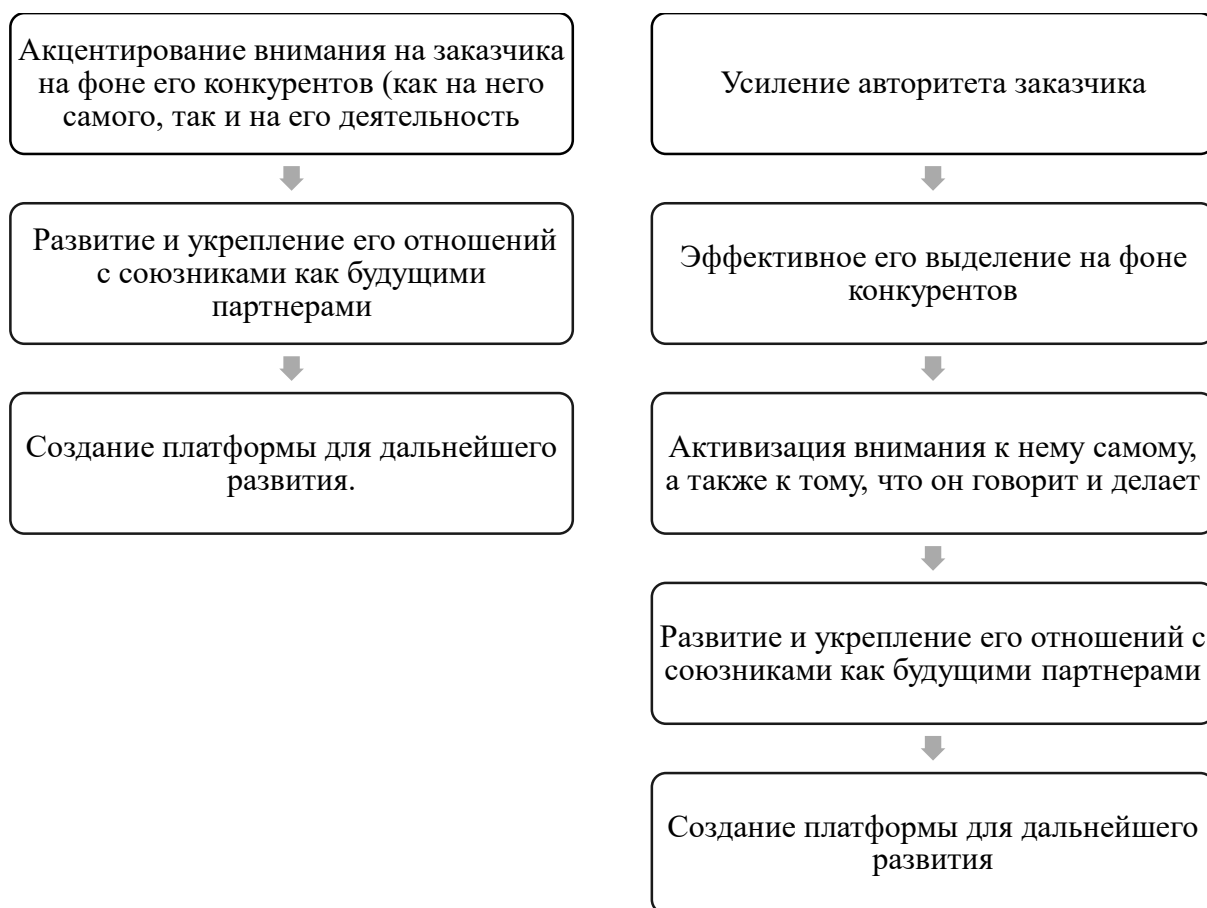 Акцентирование внимания на заказчика
на фоне его конкурентов (как на него
самого, так и на его деятельность
Развитие и укрепление его отношений
с союзниками как будущими
партнерами
Создание платформы для дальнейшего
развития.
Усиление авторитета заказчика
Эффективное его выделение на фоне
конкурентов
Активизация внимания к нему самому,
а также к тому, что он говорит и делает
Развитие и укрепление его отношений с
союзниками как будущими партнерами
Создание платформы для дальнейшего
развития